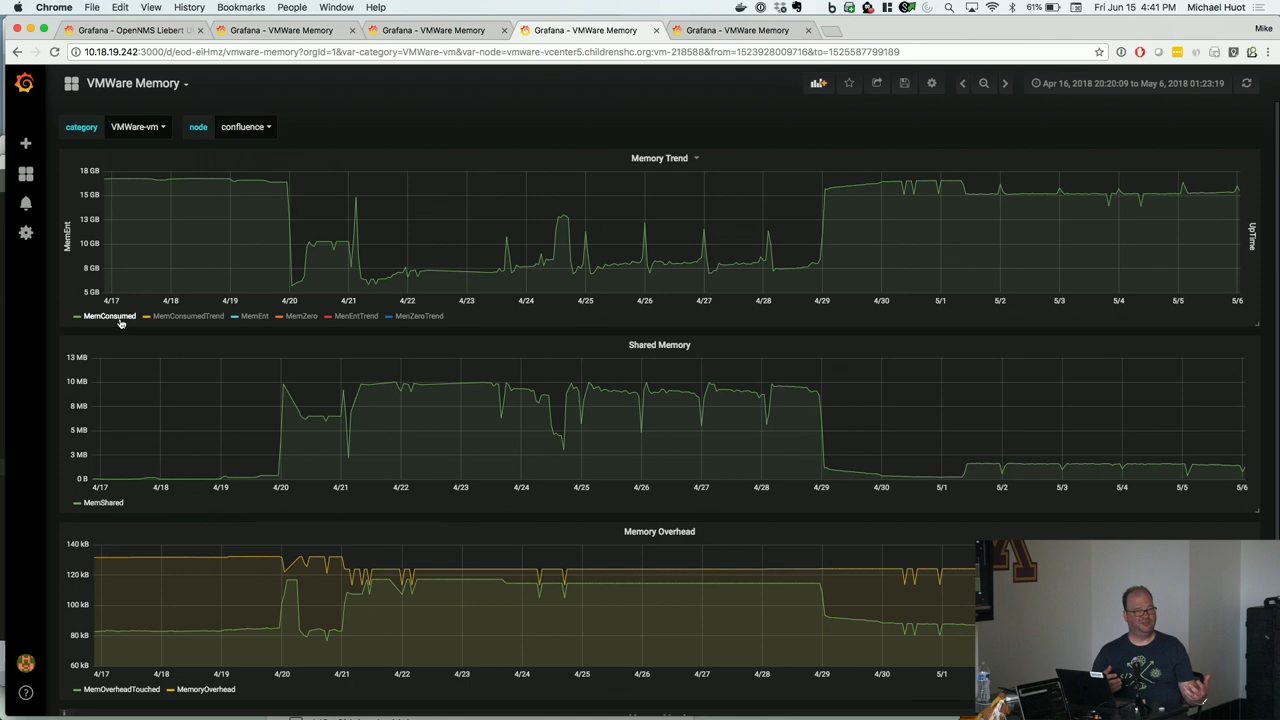 Chrome File Edit View History Bookmarks People Window Help 61% Fri Jun 15 4:41 PM Michael Huot
Grafana - OpenNMS Liebert U Grafana - VMWare Memory Grafana - VMWare Memory Grafana - VMWare Memory Grafana - VMWare Memory Mike
10.18.19.242:3000/d/eod-eiHmz/vmware-memory?orgId=1&var-category=VMWare-vm&var-node=vmware-vcenter5.childrenshc.org:vm-218588&from=1523928009716&to=1525587799189
VMWare Memory Apr 16, 2018 20:20:09 to May 6, 2018 01:23:19
category VMWare-vm node confluence
Memory Trend
18 GB
15 GB
13 GB
10 GB
8 GB
5 GB
MemEnt
UpTime
4/17 4/18 4/19 4/20 4/21 4/22 4/23 4/24 4/25 4/26 4/27 4/28 4/29 4/30 5/1 5/2 5/3 5/4 5/5 5/6
MemConsumed MemConsumedTrend MemEnt MemZero MenEntTrend MenZeroTrend
Shared Memory
13 MB
10 MB
8 MB
5 MB
3 MB
0 B
4/17 4/18 4/19 4/20 4/21 4/22 4/23 4/24 4/25 4/26 4/27 4/28 4/29 4/30 5/1 5/2 5/3 5/4 5/5 5/6
MemShared
Memory Overhead
140 kB
120 kB
100 kB
80 kB
60 kB
4/17 4/18 4/19 4/20 4/21 4/22 4/23 4/24 4/25 4/26 4/27 4/28 4/29 4/30 5/1
MemOverheadTouched MemoryOverhead